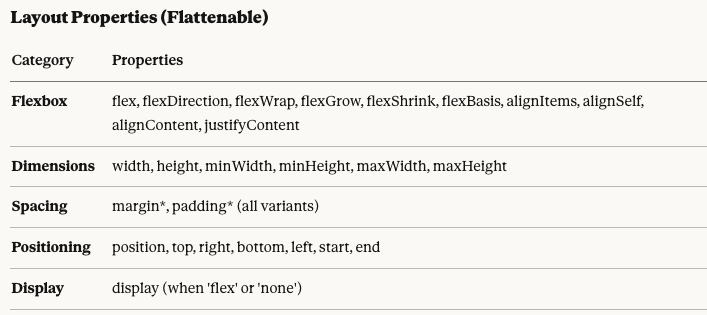 Layout Properties (Flattenable)
Category Properties
Flexbox flex, flexDirection, flexWrap, flexGrow, flexShrink, flexBasis, alignItems, alignSelf,
alignContent, justifyContent
Dimensions width, height, minWidth, minHeight, maxWidth, maxHeight
Spacing margin*, padding* (all variants)
Positioning position, top, right, bottom, left, start, end
Display display (when 'flex' or 'none')